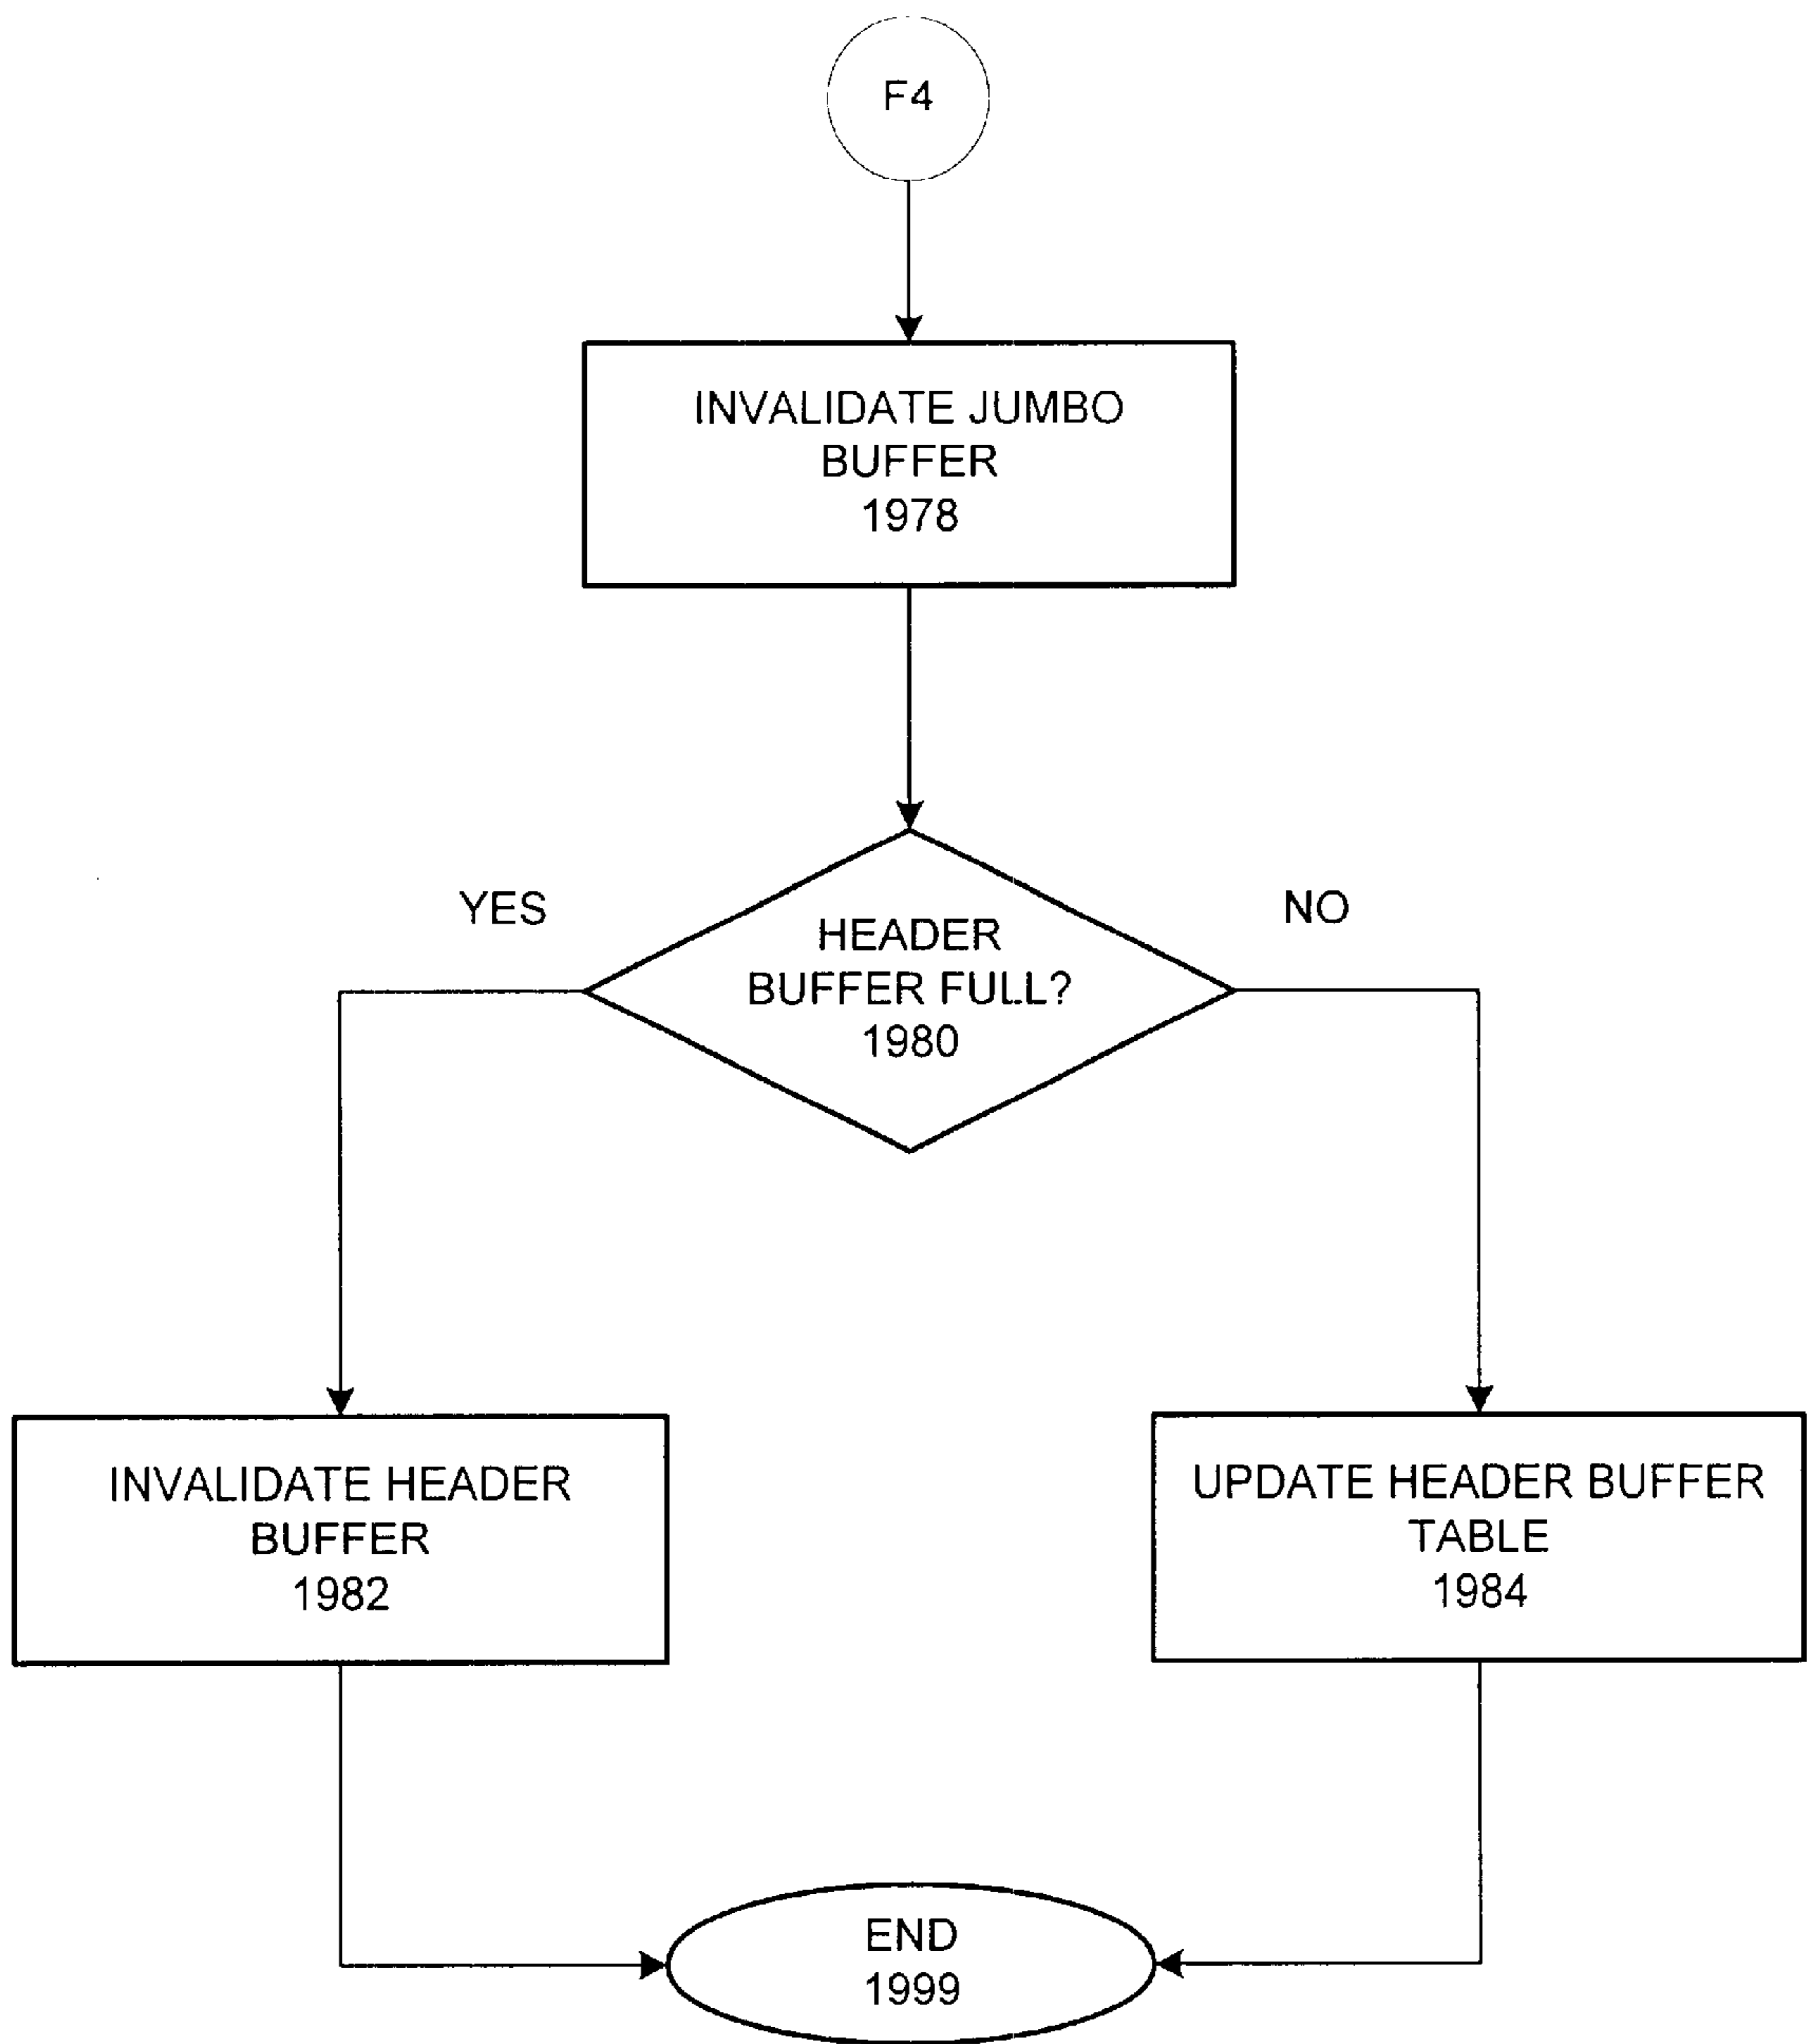 F4
INVALIDATE JUMBO
BUFFER
1978
YES
NO
HEADER
BUFFER FULL?
1980
INVALIDATE HEADER
BUFFER
1982
UPDATE HEADER BUFFER
TABLE
1984
END
1999